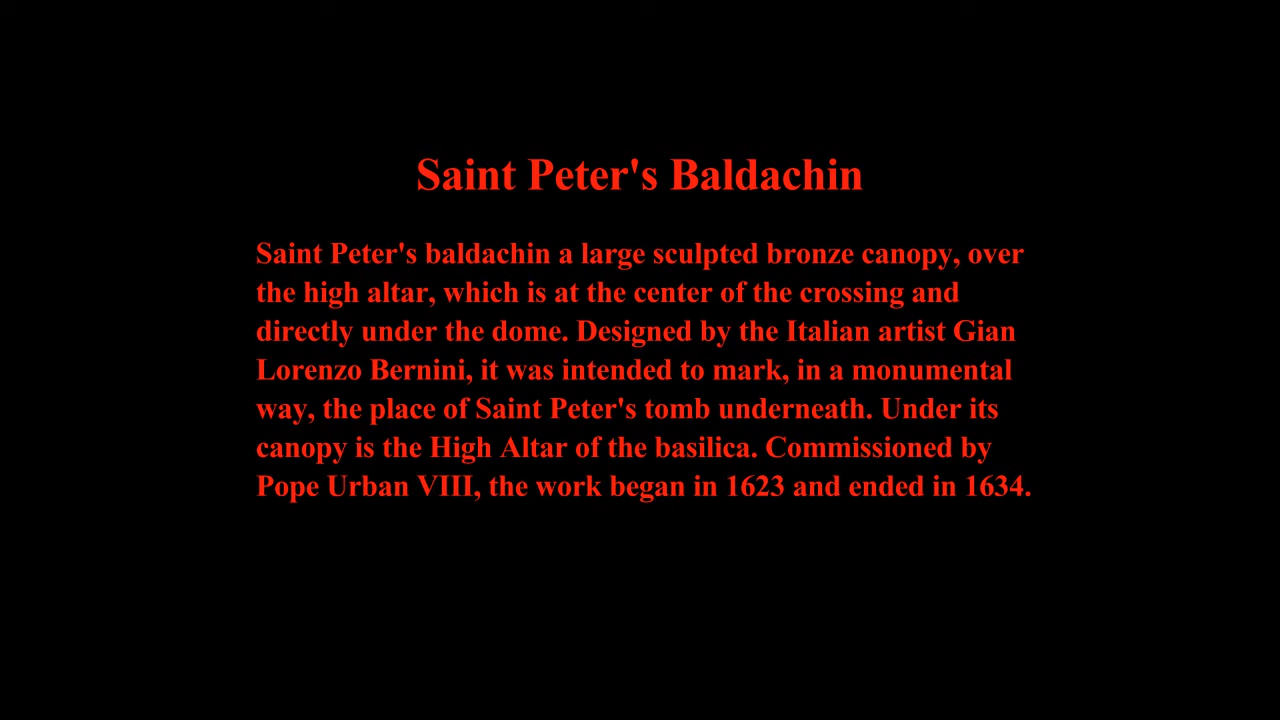 Saint Peter's Baldachin
Saint Peter's baldachin a large sculpted bronze canopy, over
the high altar, which is at the center of the crossing and
directly under the dome. Designed by the Italian artist Gian
Lorenzo Bernini, it was intended to mark, in a monumental
way, the place of Saint Peter's tomb underneath. Under its
canopy is the High Altar of the basilica. Commissioned by
Pope Urban VIII, the work began in 1623 and ended in 1634.